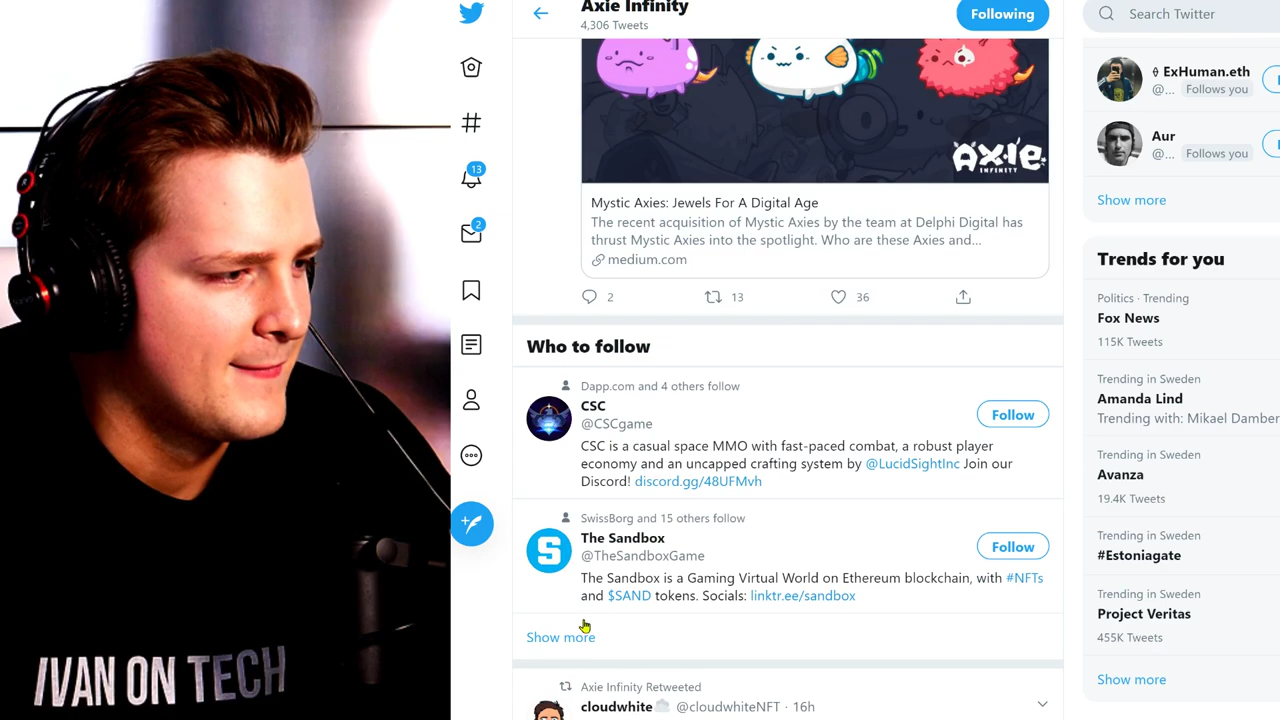 IVAN ON TECH
13
2
Axie Infinity
4,306 Tweets
Following
AXIE
INFINITY
Mystic Axies: Jewels For A Digital Age
The recent acquisition of Mystic Axies by the team at Delphi Digital has
thrust Mystic Axies into the spotlight. Who are these Axies and...
medium.com
2
13
36
Who to follow
Dapp.com and 4 others follow
CSC
@CSCgame
Follow
CSC is a casual space MMO with fast-paced combat, a robust player
economy and an uncapped crafting system by @LucidSightInc Join our
Discord! discord.gg/48UFMvh
SwissBorg and 15 others follow
The Sandbox
@TheSandboxGame
Follow
The Sandbox is a Gaming Virtual World on Ethereum blockchain, with #NFTs
and $SAND tokens. Socials: linktr.ee/sandbox
Show more
Axie Infinity Retweeted
cloudwhite @cloudwhiteNFT · 16h
Search Twitter
ExHuman.eth
@... Follows you
Aur
@... Follows you
Show more
Trends for you
Politics · Trending
Fox News
115K Tweets
Trending in Sweden
Amanda Lind
Trending with: Mikael Damber
Trending in Sweden
Avanza
19.4K Tweets
Trending in Sweden
#Estoniagate
Trending in Sweden
Project Veritas
455K Tweets
Show more